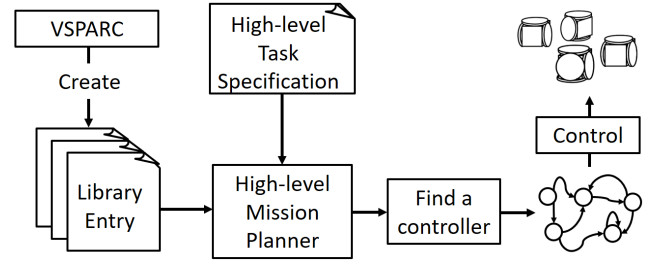 VSPARC
Create
Library
Entry
High-level
Task
Specification
High-level
Mission
Planner
Find a
controller
Control